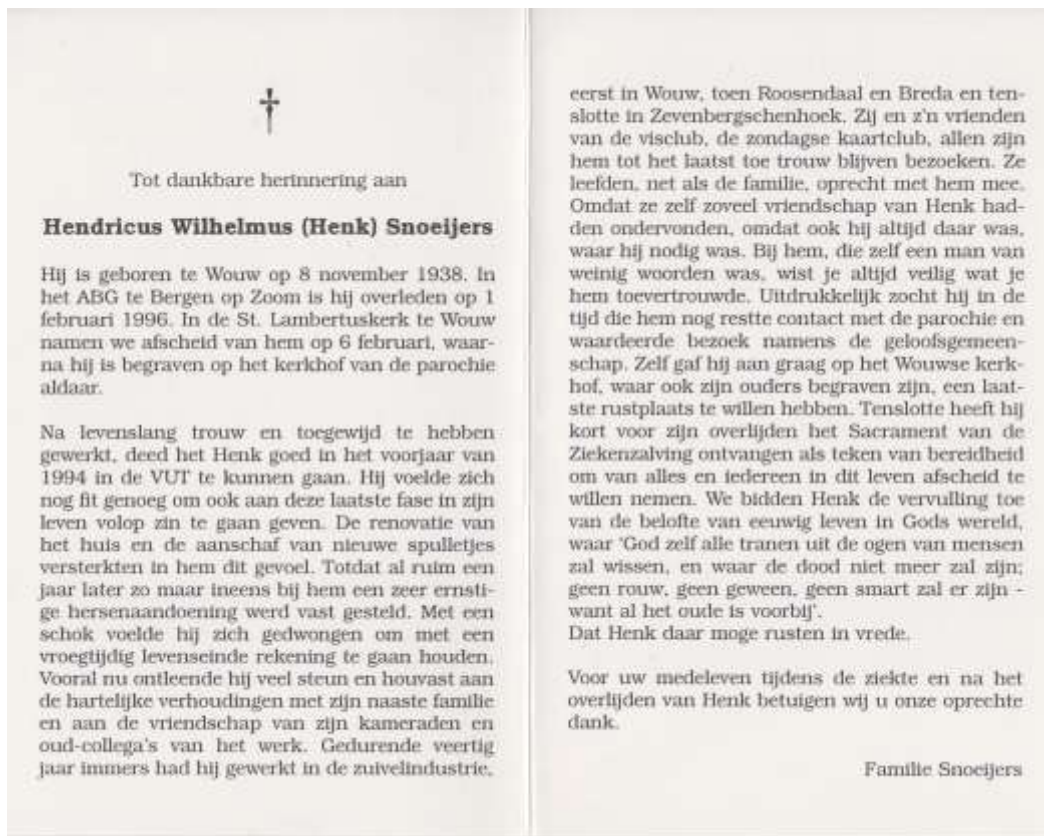 Tot dankbare herinnering aan
Hendricus Wilhelmus (Henk) Snoeijers
Hij is geboren te Wouw op 8 november 1938. In
het ABG te Bergen op Zoom is hij overleden op 1
februari 1996. In de St. Lambertuskerk te Wouw
namen we afscheid van hem op 6 februari, waar-
na hij is begraven op het kerkhof van de parochie
aldaar.
Na levenslang trouw en toegewijd te hebben
gewerkt, deed het Henk goed in het voorjaar van
1994 in de VUT te kunnen gaan. Hij voelde zich
nog fit genoeg om ook aan deze laatste fase in zijn
leven volop zin te gaan geven. De renovatie van
het huis en de aanschaf van nieuwe spulletjes
versterkten in hem dit gevoel. Totdat al ruim een
jaar later zo maar ineens bij hem een zeer ernsti-
ge hersenaandoening werd vast gesteld. Met een
schok voelde hij zich gedwongen om met een
vroegtijdig levenseinde rekening te gaan houden.
Vooral nu ontleende hij veel steun en houvast aan
de hartelijke verhoudingen met zijn naaste familie
en aan de vriendschap van zijn kameraden en
oud-collega's van het werk. Gedurende veertig
jaar immers had hij gewerkt in de zuivelindustrie,
eerst in Wouw, toen Roosendaal en Breda en ten-
slotte in Zevenbergschenhoek. Zij en z'n vrienden
van de visclub, de zondagse kaartclub, allen zijn
hem tot het laatst toe trouw blijven bezoeken. Ze
leefden, net als de familie, oprecht met hem mee.
Omdat ze zelf zoveel vriendschap van Henk had-
den ondervonden, omdat ook hij altijd daar was,
waar hij nodig was. Bij hem, die zelf een man van
weinig woorden was, wist je altijd veilig wat je
hem toevertrouwde. Uitdrukkelijk zocht hij in de
tijd die hem nog restte contact met de parochie en
waardeerde bezoek namens de geloofsgemeen-
schap. Zelf gaf hij aan graag op het Wouwse kerk-
hof, waar ook zijn ouders begraven zijn, een laat-
ste rustplaats te willen hebben. Tenslotte heeft hij
kort voor zijn overlijden het Sacrament van de
Ziekenzalving ontvangen als teken van bereidheid
om van alles en iedereen in dit leven afscheid te
willen nemen. We bidden Henk de vervulling toe
van de belofte van eeuwig leven in Gods wereld,
waar 'God zelf alle tranen uit de ogen van mensen
zal wissen, en waar de dood niet meer zal zijn;
geen rouw, geen geween, geen smart zal er zijn -
want al het oude is voorbij'.
Dat Henk daar moge rusten in vrede.
Voor uw medeleven tijdens de ziekte en na het
overlijden van Henk betuigen wij u onze oprechte
dank.
Familie Snoeijers